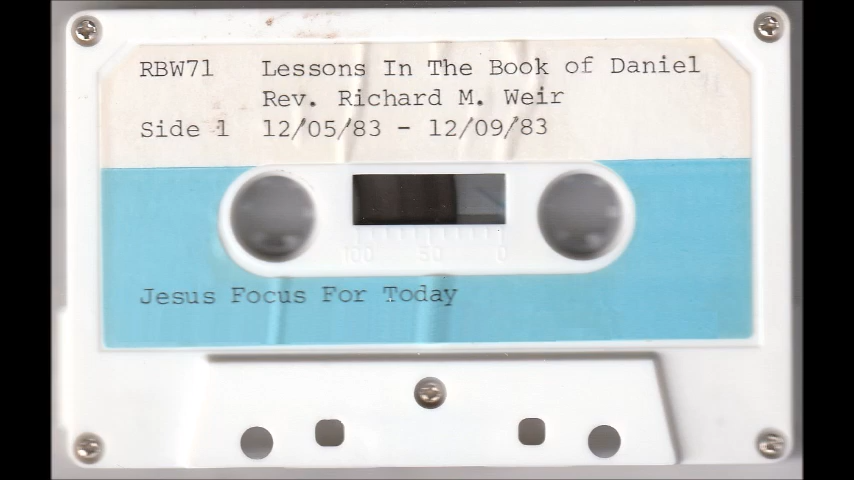 RBW71 Lessons In The Book of Daniel
Rev. Richard M. Weir
Side 1 12/05/83 - 12/09/83
100 50 0
Jesus Focus For Today